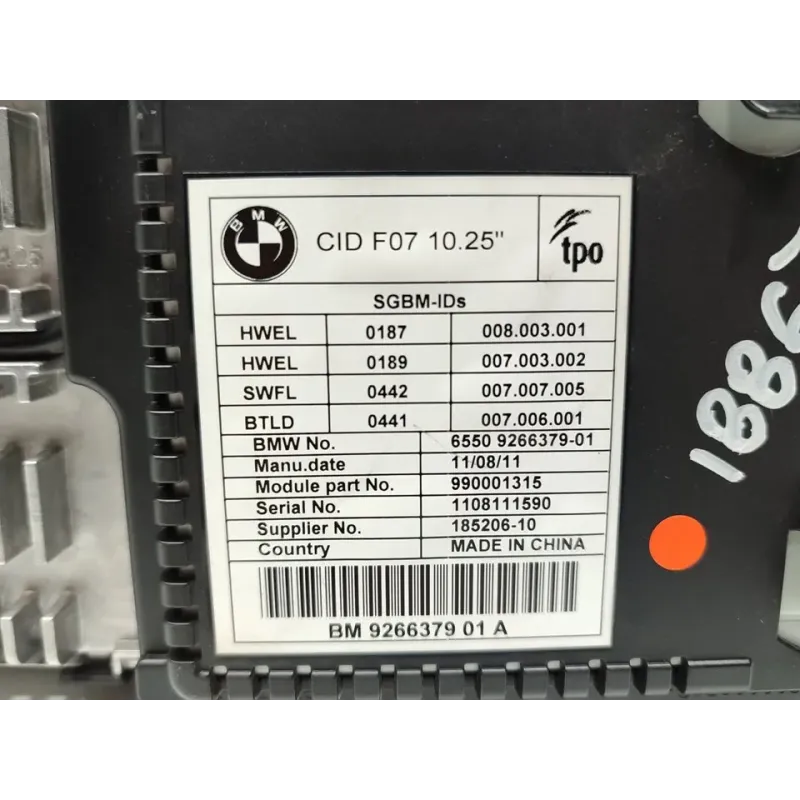 BMW
CID F07 10.25"
tpo
SGBM-IDs
HWEL 0187 008.003.001
HWEL 0189 007.003.002
SWFL 0442 007.007.005
BTLD 0441 007.006.001
BMW No. 6550 9266379-01
Manu.date 11/08/11
Module part No. 990001315
Serial No. 1108111590
Supplier No. 185206-10
Country MADE IN CHINA
BM 9266379 01 A